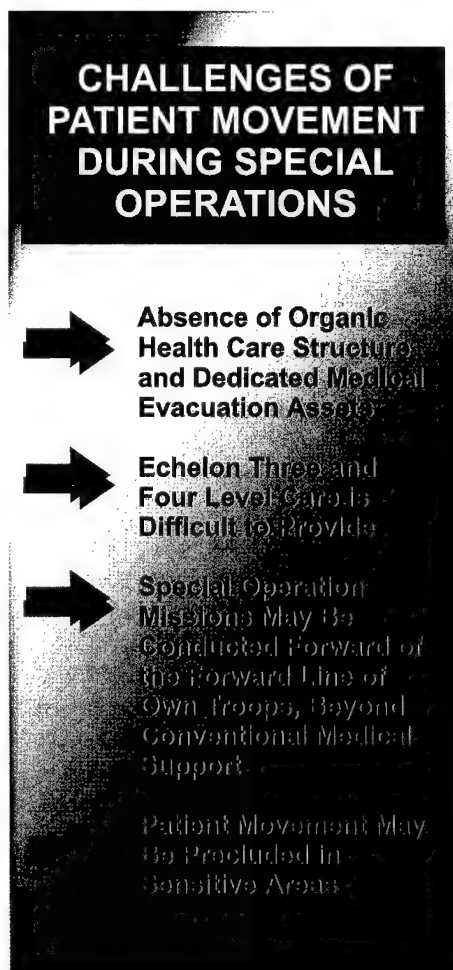 CHALLENGES OF
PATIENT MOVEMENT
DURING SPECIAL
OPERATIONS
Absence of Organic
Health Care Structure
and Dedicated Medical
Evacuation Assets
Echelon Three and
Four Level Care is
Difficult to Provide
Special Operation
Missions May Be
Conducted Forward of
the Forward Line of
Own Troops, Beyond
Conventional Medical
Support
Patient Movement May
Be Precluded in
Sensitive Areas